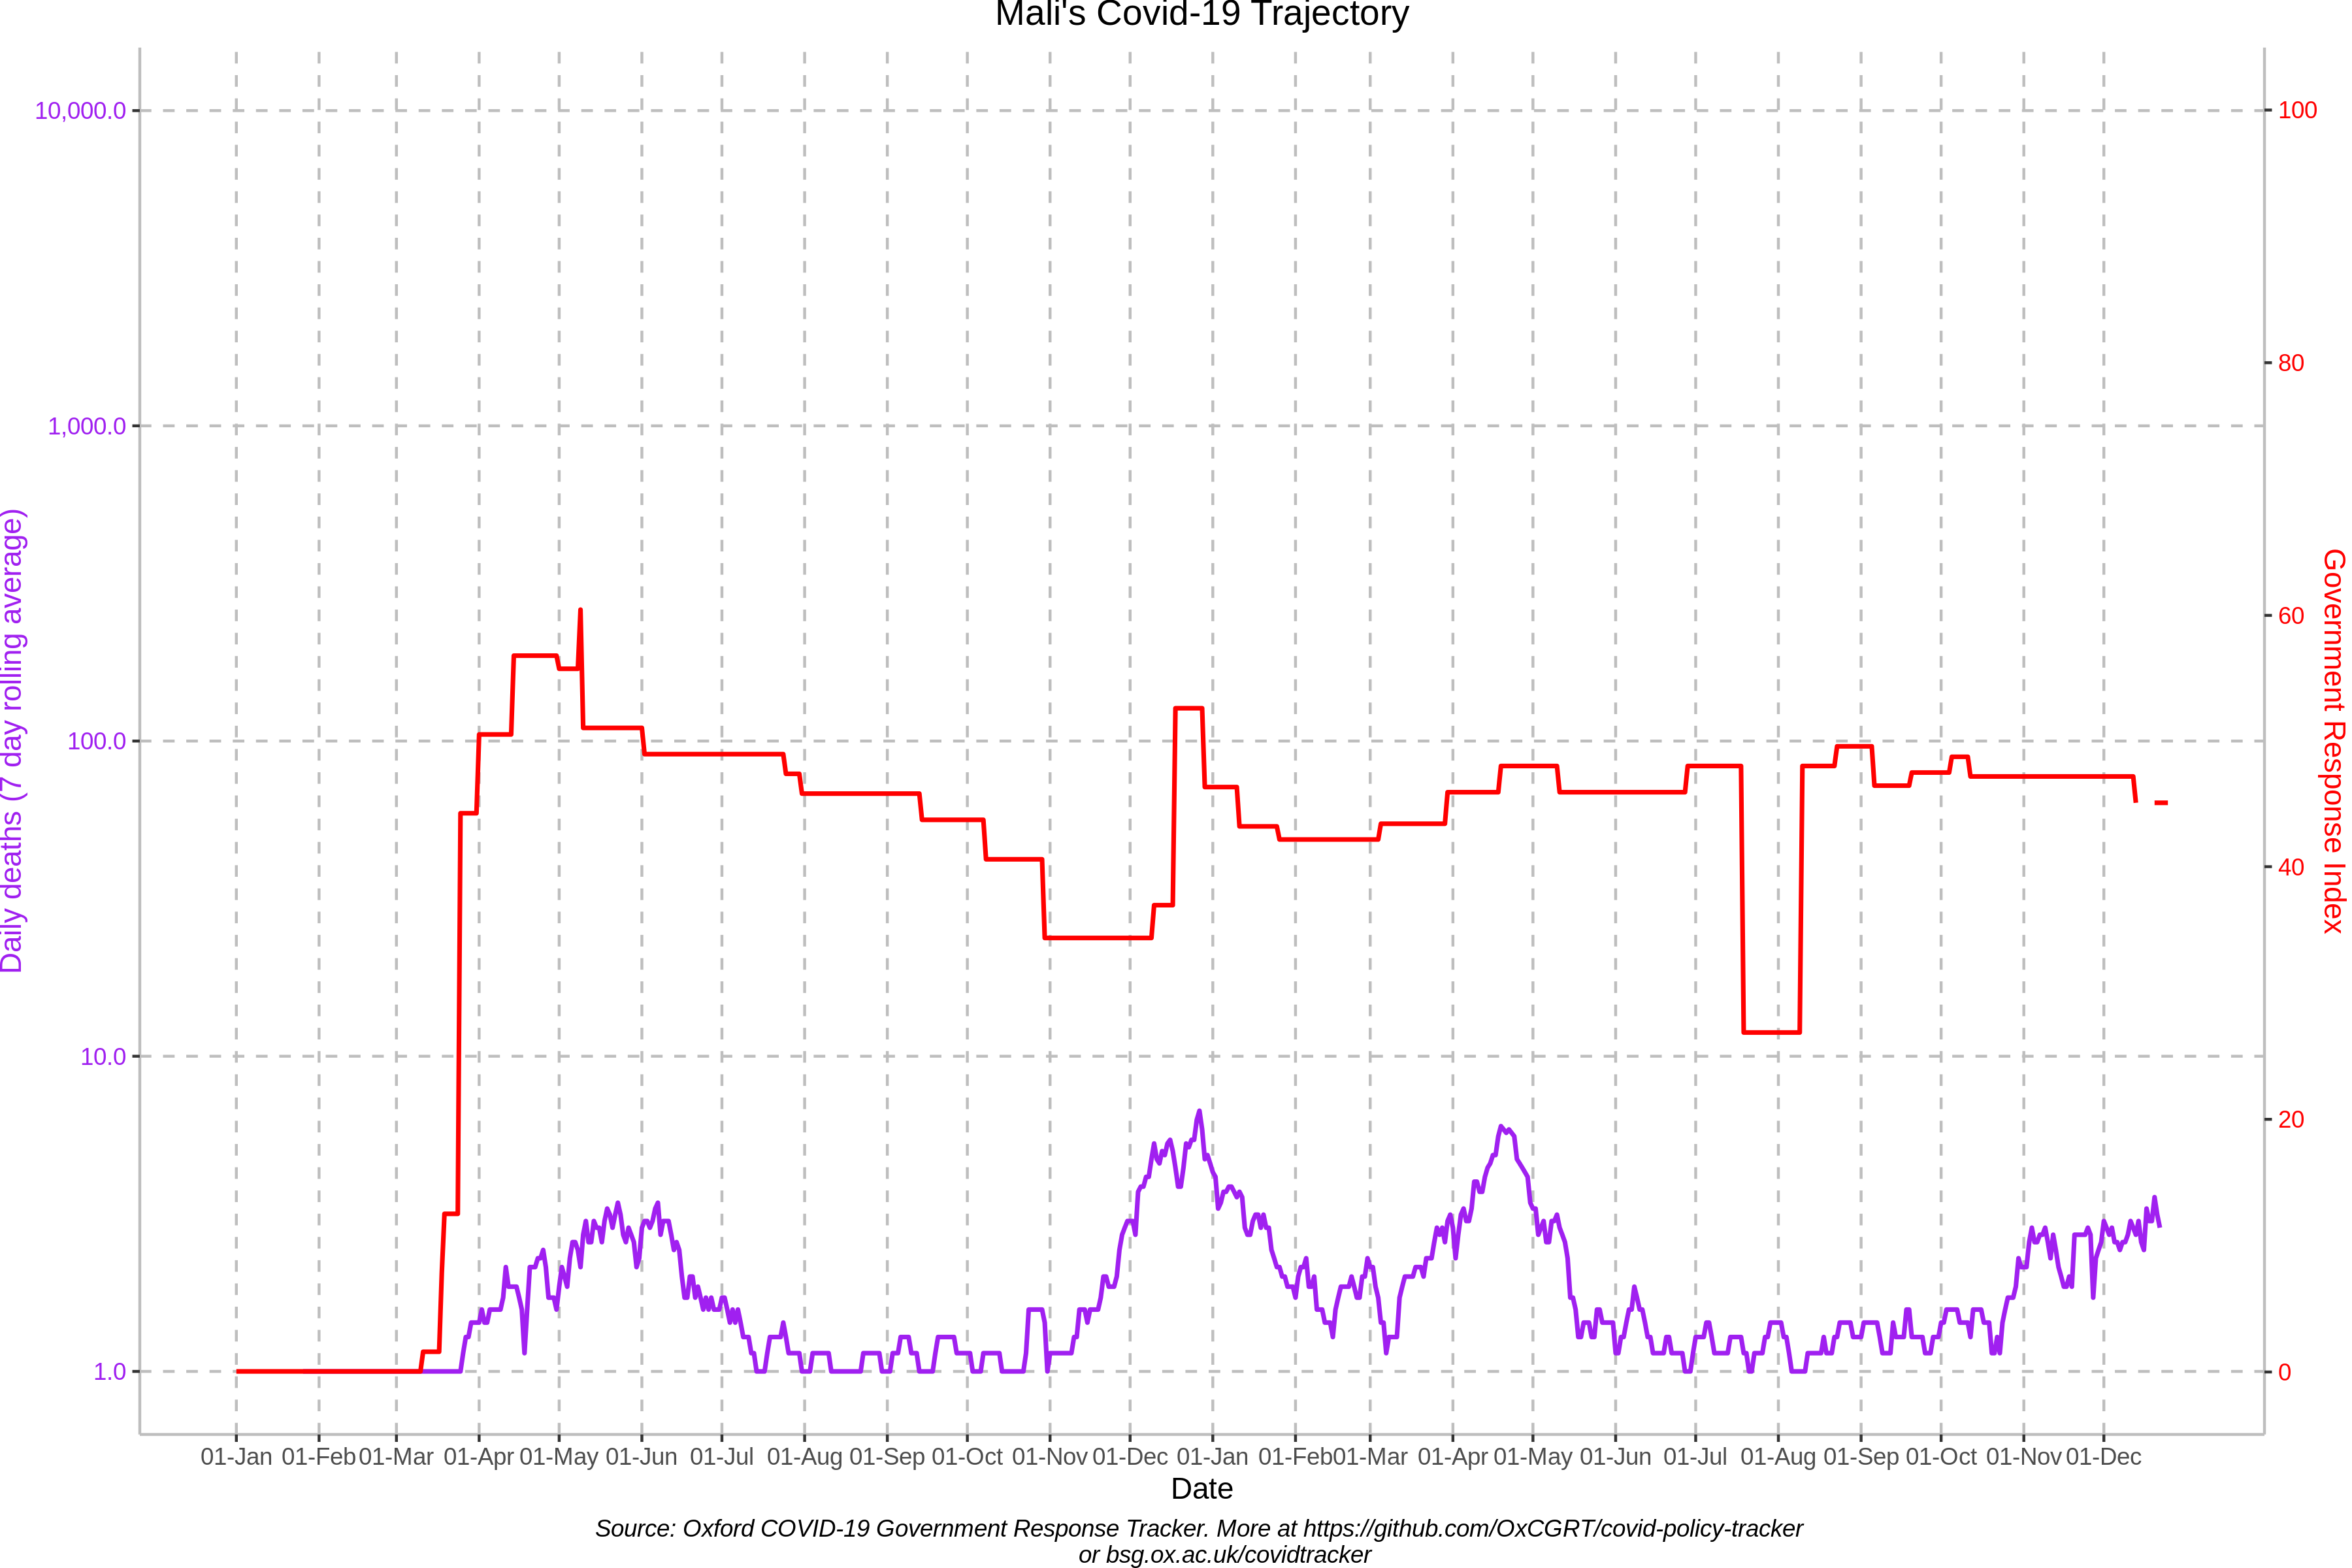 Mali's Covid-19 Trajectory
10,000.0
1,000.0
100.0
10.0
1.0
Daily deaths (7 day rolling average)
100
80
60
40
20
0
Government Response Index
01-Jan 01-Feb 01-Mar 01-Apr 01-May 01-Jun 01-Jul 01-Aug 01-Sep 01-Oct 01-Nov 01-Dec 01-Jan 01-Feb 01-Mar 01-Apr 01-May 01-Jun 01-Jul 01-Aug 01-Sep 01-Oct 01-Nov 01-Dec
Date
Source: Oxford COVID-19 Government Response Tracker. More at https://github.com/OxCGRT/covid-policy-tracker
or bsg.ox.ac.uk/covidtracker